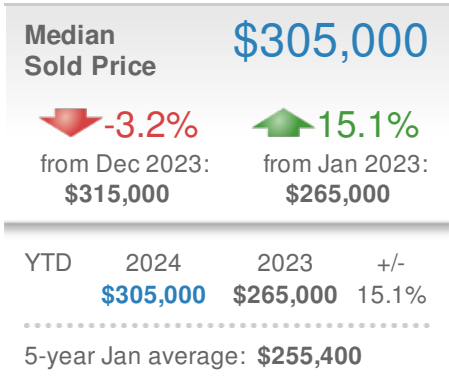 Median
Sold Price
$305,000
-3.2%
15.1%
from Dec 2023:
$315,000
from Jan 2023:
$265,000
YTD 2024 2023 +/-
$305,000 $265,000 15.1%
5-year Jan average: $255,400